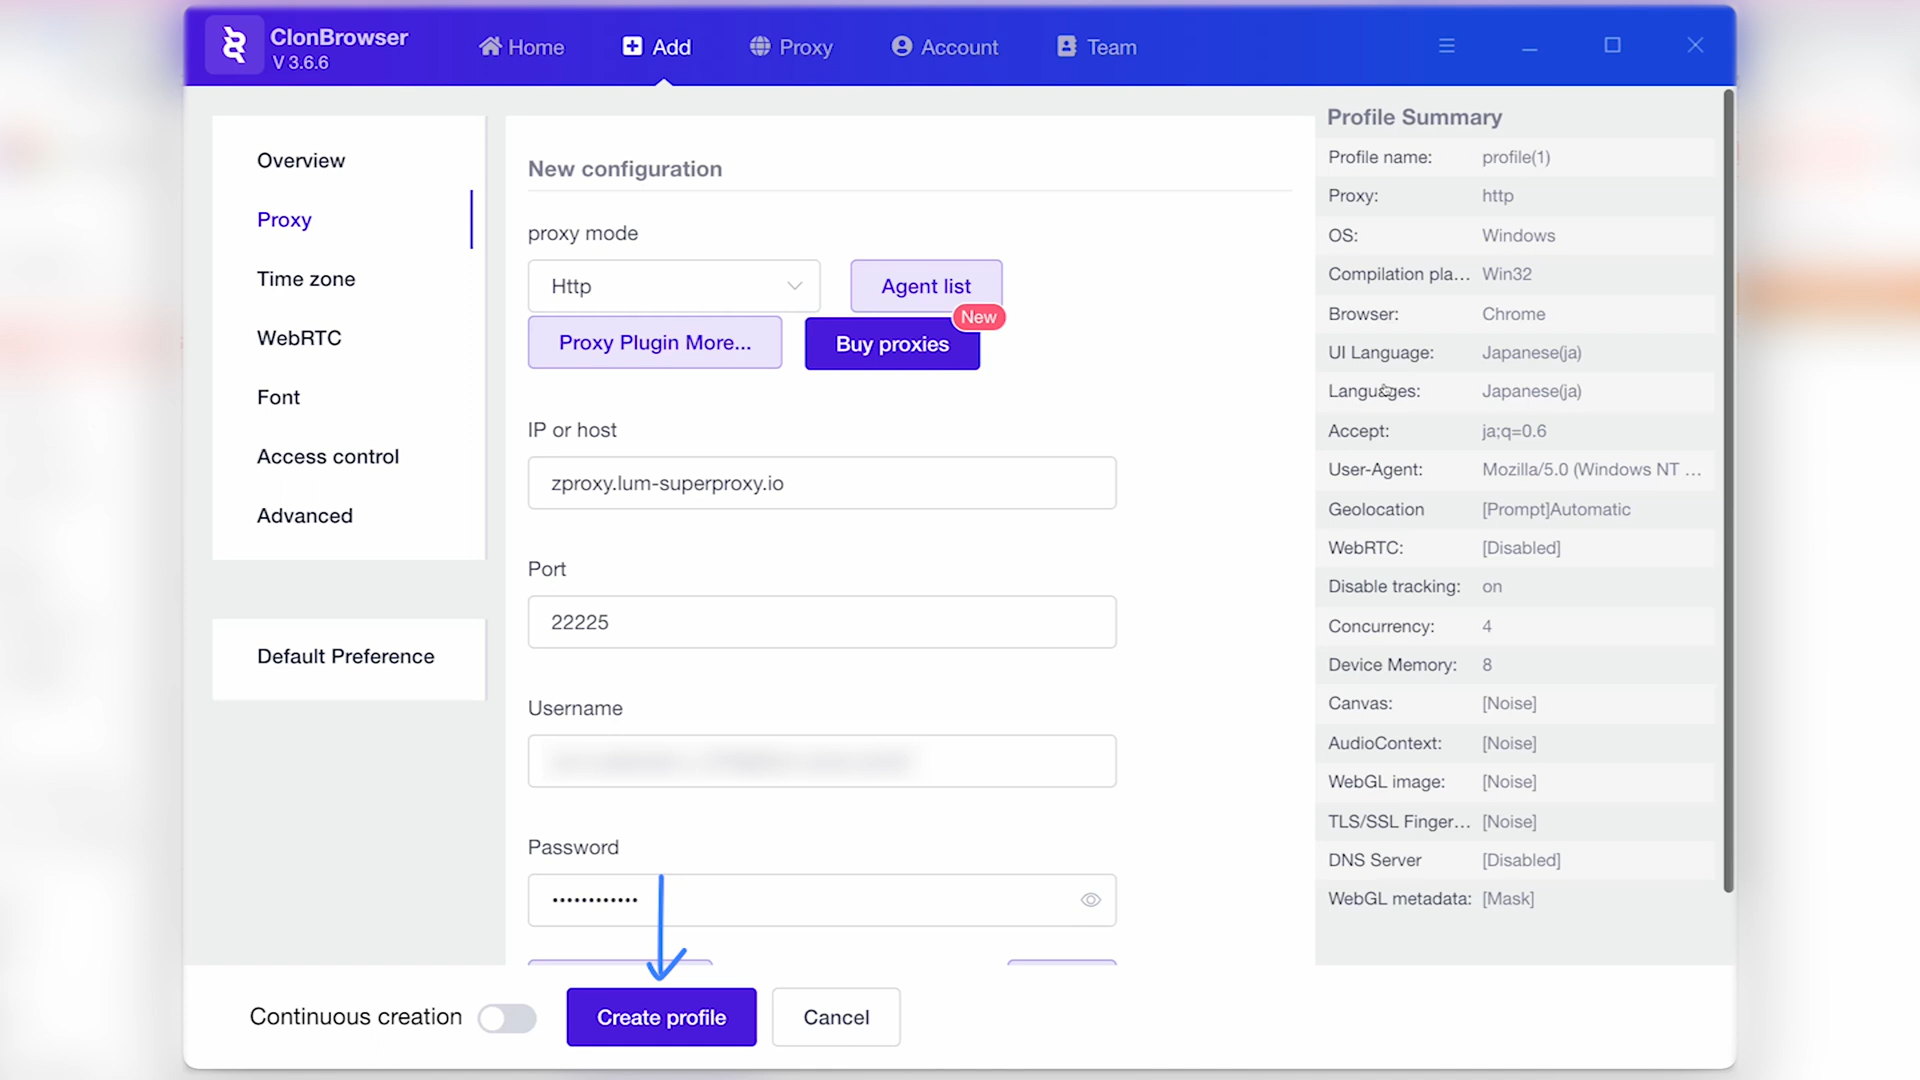 ClonBrowser
V 3.6.6
Home
Add
Proxy
Account
Team
Overview
Proxy
Time zone
WebRTC
Font
Access control
Advanced
Default Preference
New configuration
proxy mode
Http
Agent list
Proxy Plugin More...
Buy proxies
New
IP or host
zproxy.lum-superproxy.io
Port
22225
Username
Password
••••••••••••
Continuous creation
Create profile
Cancel
Profile Summary
Profile name: profile(1)
Proxy: http
OS: Windows
Compilation pla... Win32
Browser: Chrome
UI Language: Japanese(ja)
Languages: Japanese(ja)
Accept: ja;q=0.6
User-Agent: Mozilla/5.0 (Windows NT ...
Geolocation [Prompt]Automatic
WebRTC: [Disabled]
Disable tracking: on
Concurrency: 4
Device Memory: 8
Canvas: [Noise]
AudioContext: [Noise]
WebGL image: [Noise]
TLS/SSL Finger... [Noise]
DNS Server [Disabled]
WebGL metadata: [Mask]